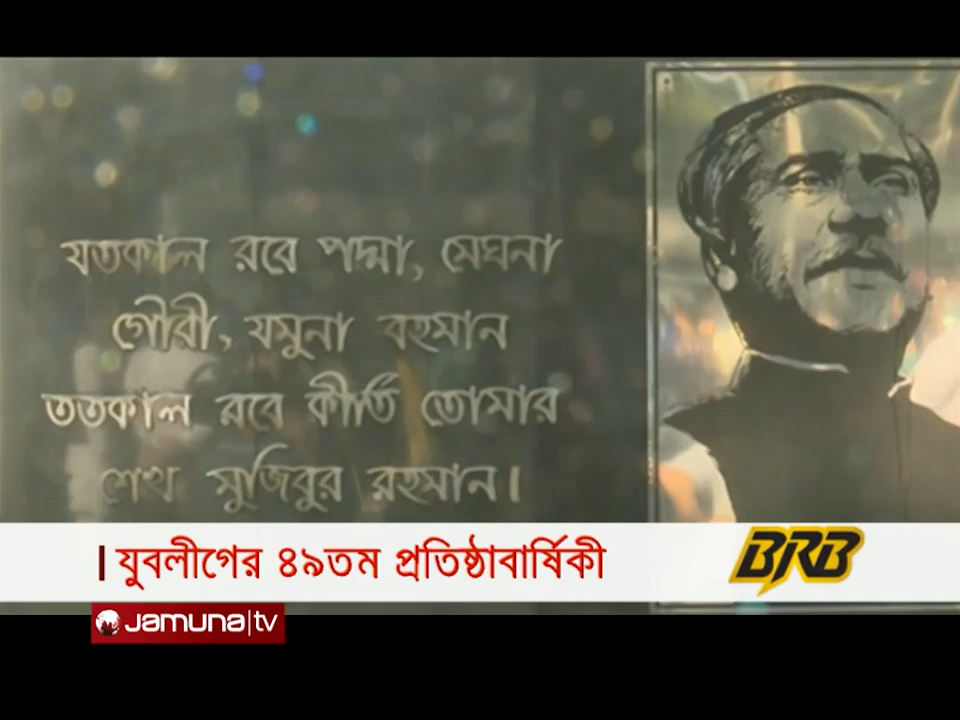 যতকাল রবে পদ্মা, মেঘনা
গৌরী, যমুনা বহমান
ততকাল রবে কীর্তি তোমার
শেখ মুজিবুর রহমান।
যুবলীগের ৪৯তম প্রতিষ্ঠাবার্ষিকী
BRB
Jamuna|tv